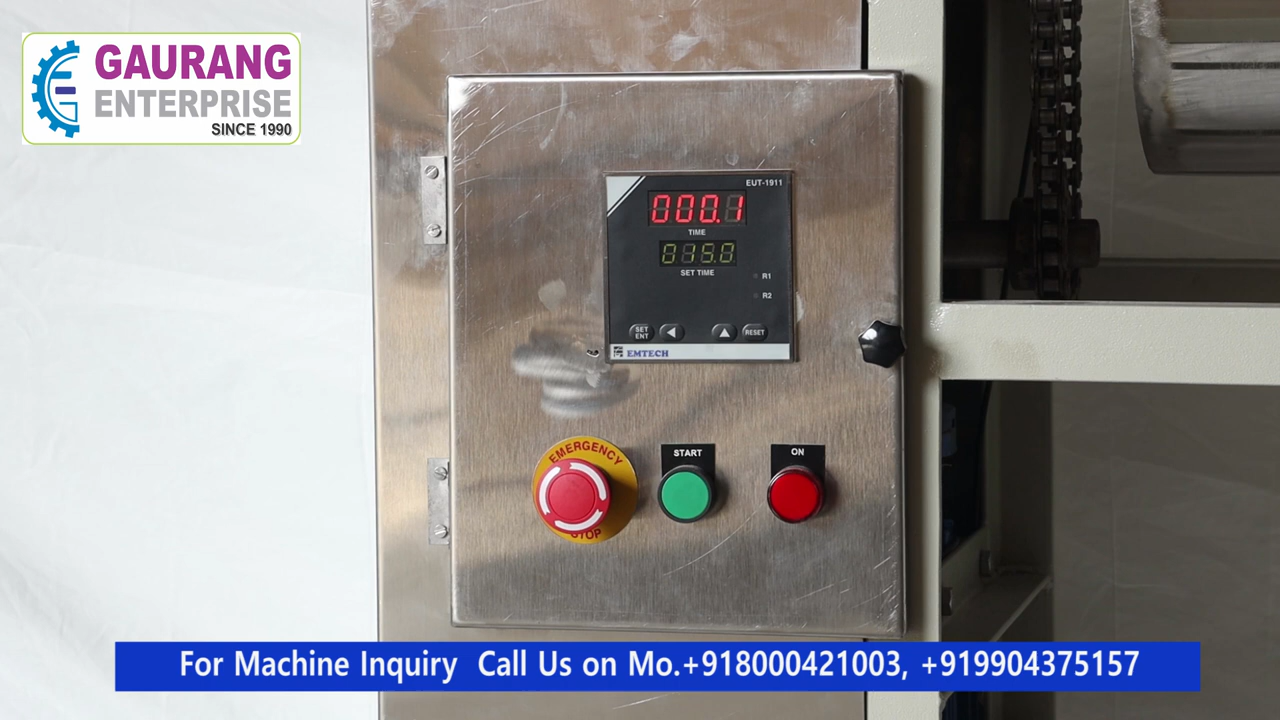 GAURANG
ENTERPRISE
SINCE 1990
EUT-1911
000.1
TIME
015.0
SET TIME
R1
R2
SET
ENT
RESET
EMTECH
EMERGENCY
STOP
START
ON
For Machine Inquiry Call Us on Mo.+918000421003, +919904375157